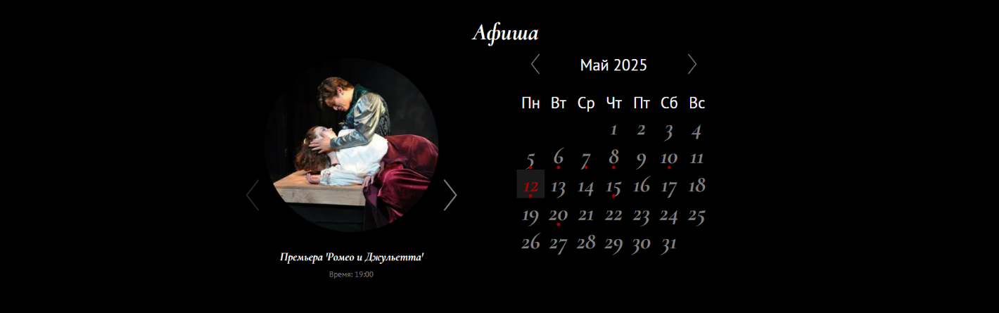 Афиша
Май 2025
Пн Вт Ср Чт Пт Сб Вс
1 2 3 4
5 6 7 8 9 10 11
12 13 14 15 16 17 18
19 20 21 22 23 24 25
26 27 28 29 30 31
Премьера 'Ромео и Джульетта'
Время: 19:00